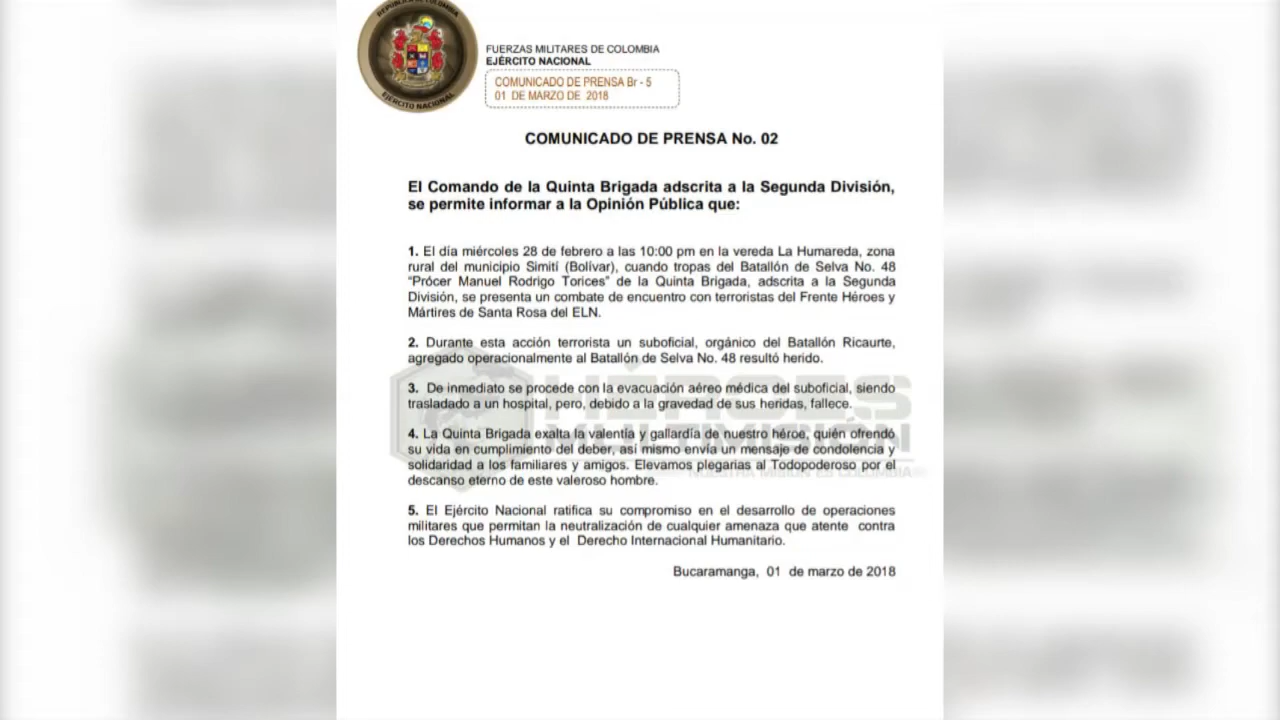 REPÚBLICA DE COLOMBIA
EJÉRCITO NACIONAL
FUERZAS MILITARES DE COLOMBIA
EJÉRCITO NACIONAL
COMUNICADO DE PRENSA Br - 5
01 DE MARZO DE 2018
COMUNICADO DE PRENSA No. 02
El Comando de la Quinta Brigada adscrita a la Segunda División,
se permite informar a la Opinión Pública que:
1. El día miércoles 28 de febrero a las 10:00 pm en la vereda La Humareda, zona
rural del municipio Simití (Bolívar), cuando tropas del Batallón de Selva No. 48
“Prócer Manuel Rodrigo Torices” de la Quinta Brigada, adscrita a la Segunda
División, se presenta un combate de encuentro con terroristas del Frente Héroes y
Mártires de Santa Rosa del ELN.
2. Durante esta acción terrorista un suboficial, orgánico del Batallón Ricaurte,
agregado operacionalmente al Batallón de Selva No. 48 resultó herido.
3. De inmediato se procede con la evacuación aéreo médica del suboficial, siendo
trasladado a un hospital, pero, debido a la gravedad de sus heridas, fallece.
4. La Quinta Brigada exalta la valentía y gallardía de nuestro héroe, quién ofrendó
su vida en cumplimiento del deber, así mismo envía un mensaje de condolencia y
solidaridad a los familiares y amigos. Elevamos plegarias al Todopoderoso por el
descanso eterno de este valeroso hombre.
HÉROES
MULTIMISIÓN
NUESTRA MISIÓN ES COLOMBIA
5. El Ejército Nacional ratifica su compromiso en el desarrollo de operaciones
militares que permitan la neutralización de cualquier amenaza que atente contra
los Derechos Humanos y el Derecho Internacional Humanitario.
Bucaramanga, 01 de marzo de 2018